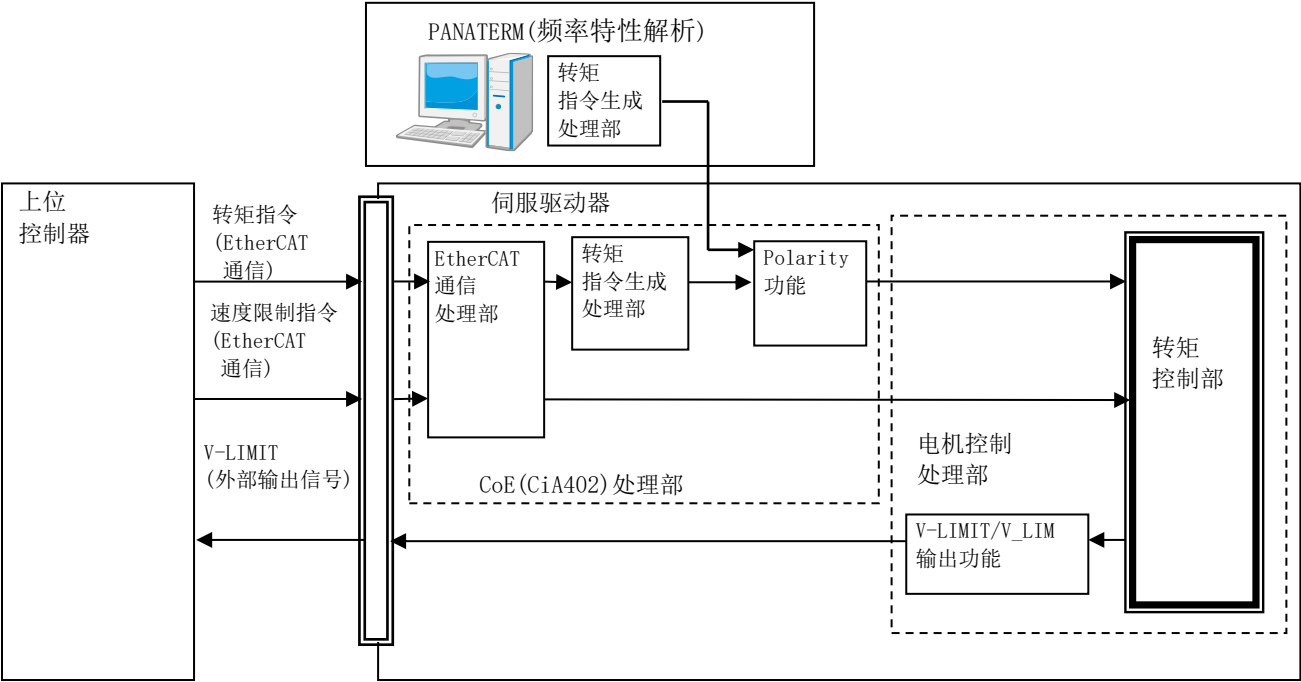 PANATERM(频率特性解析)
转矩
指令生成
处理部
上位
控制器
转矩指令
(EtherCAT
通信)
速度限制指令
(EtherCAT
通信)
V-LIMIT
(外部输出信号)
伺服驱动器
EtherCAT
通信
处理部
转矩
指令生成
处理部
Polarity
功能
CoE(CiA402)处理部
转矩
控制部
电机控制
处理部
V-LIMIT/V_LIM
输出功能